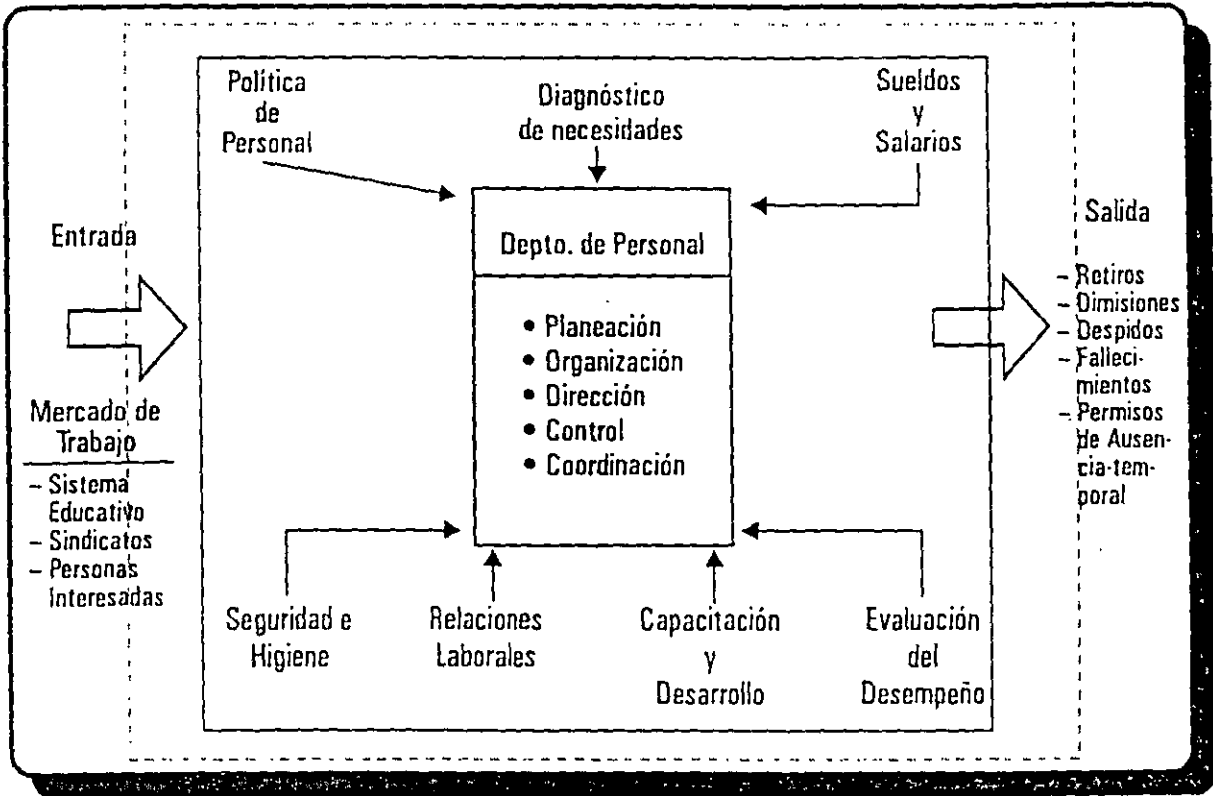 Política
de
Personal
Diagnóstico
de necesidades
Sueldos
y
Salarios
Entrada
Mercado de
Trabajo
– Sistema
Educativo
– Sindicatos
– Personas
Interesadas
Depto. de Personal
• Planeación
• Organización
• Dirección
• Control
• Coordinación
Salida
– Retiros
– Dimisiones
– Despidos
– Falleci-
mientos
– Permisos
de Ausen-
cia-tem-
poral
Seguridad e
Higiene
Relaciones
Laborales
Capacitación
y
Desarrollo
Evaluación
del
Desempeño